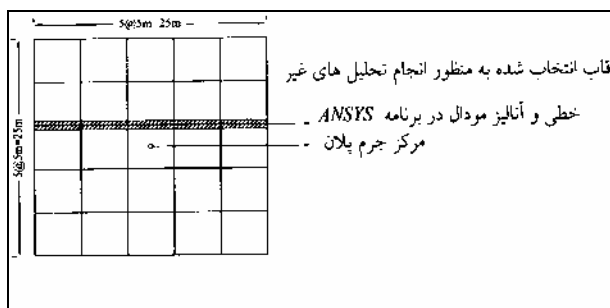 5@5m=25m
قاب انتخاب شده به منظور انجام تحلیل های غیر
خطی و آنالیز مودال در برنامه ANSYS
مرکز جرم پلان
5@5m=25m